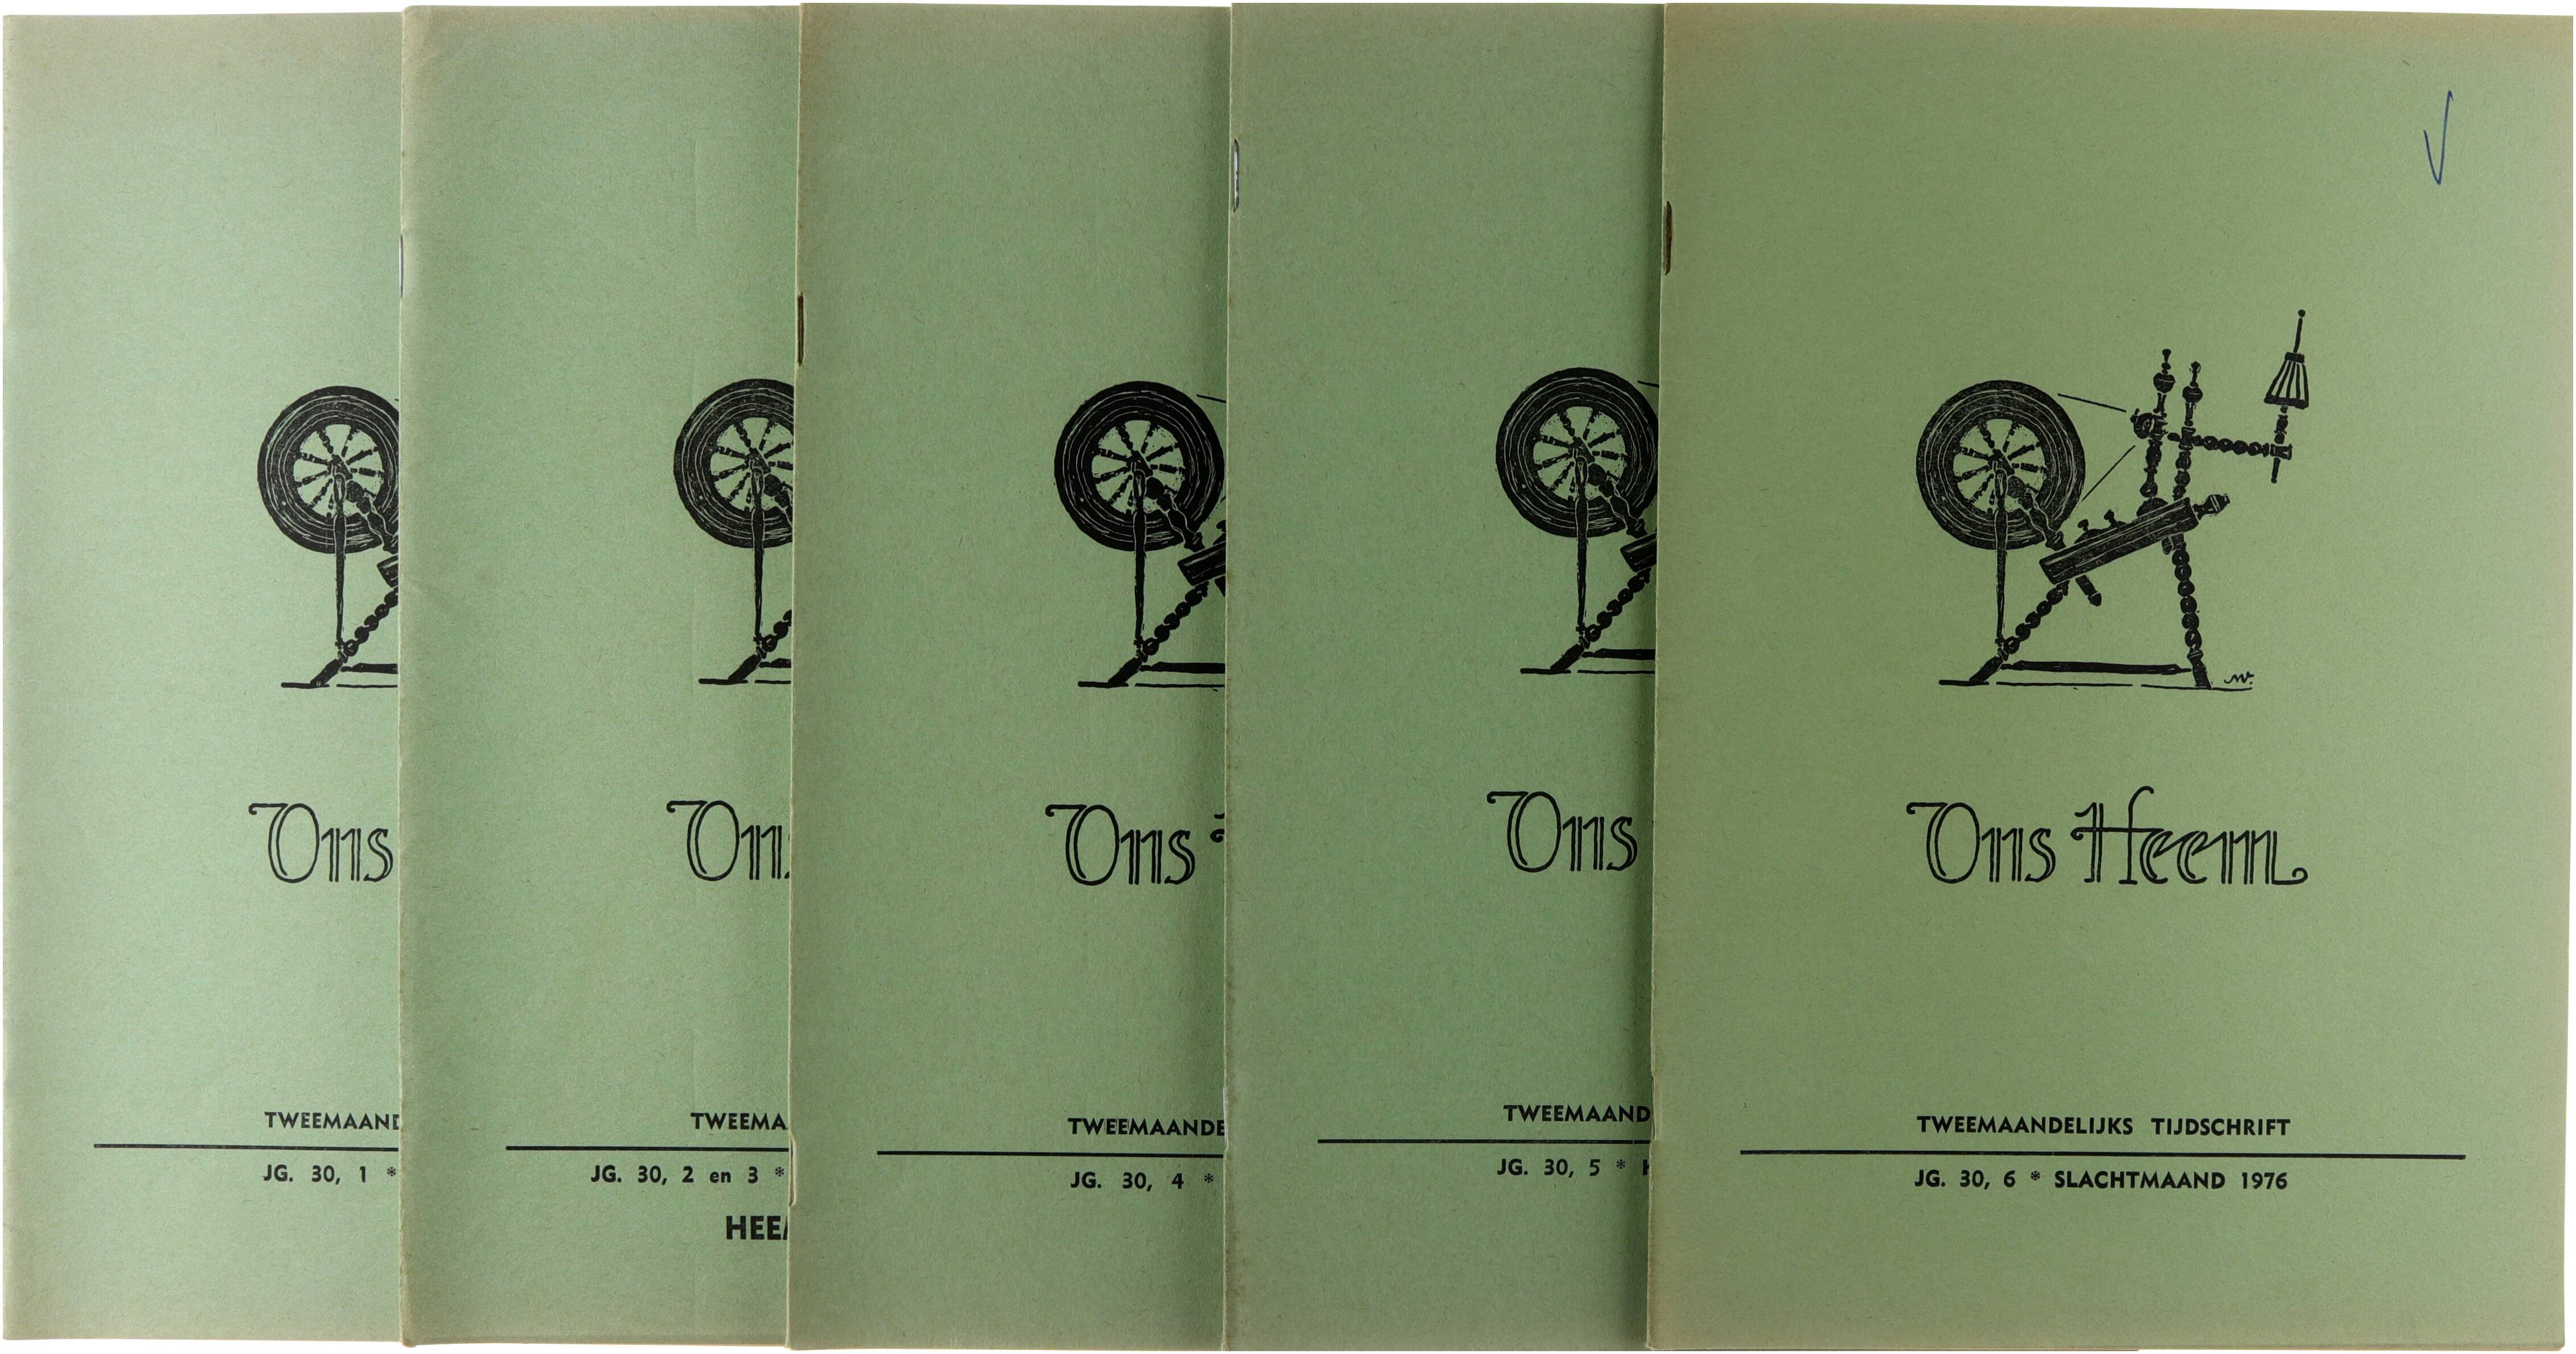 Ons
TWEEMAAND
JG. 30, 1 *
Ons
TWEEMA
JG. 30, 2 en 3 *
HEEM
Ons
TWEEMAANDE
JG. 30, 4 *
Ons
TWEEMAAND
JG. 30, 5 *
Ons Heem
TWEEMAANDELIJKS TIJDSCHRIFT
JG. 30, 6 * SLACHTMAAND 1976